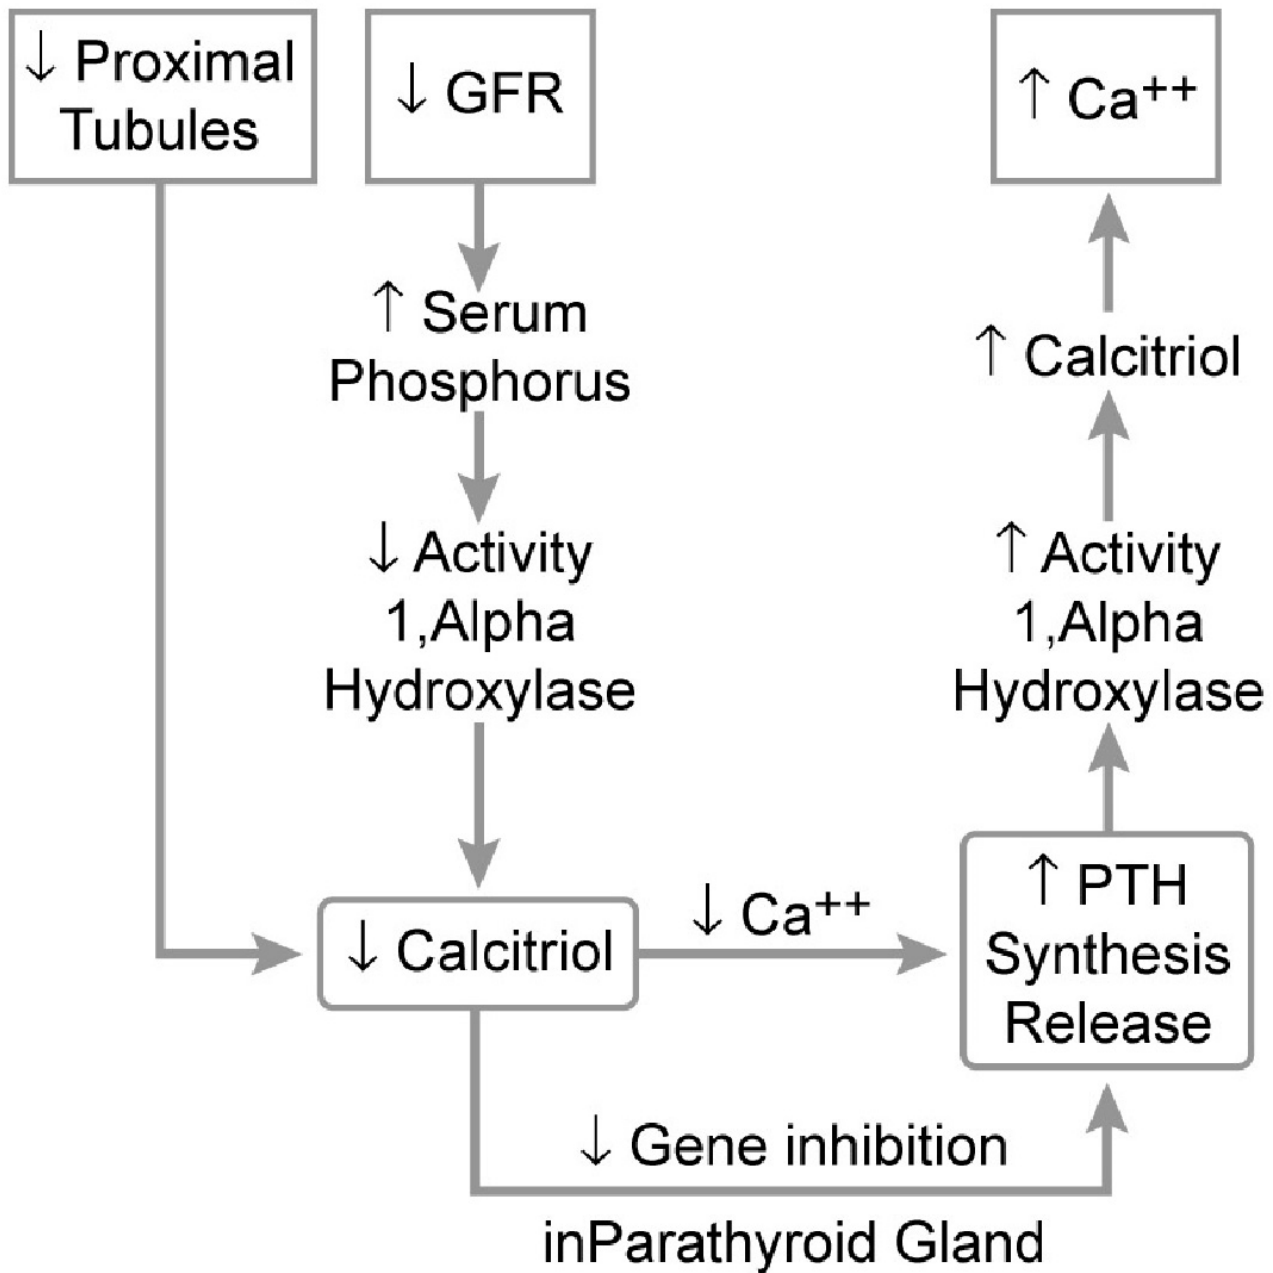 ↓ Proximal
Tubules
↓ GFR
↑ Ca⁺⁺
↑ Serum
Phosphorus
↑ Calcitriol
↓ Activity
1,Alpha
Hydroxylase
↑ Activity
1,Alpha
Hydroxylase
↓ Calcitriol
↓ Ca⁺⁺
↑ PTH
Synthesis
Release
↓ Gene inhibition
inParathyroid Gland